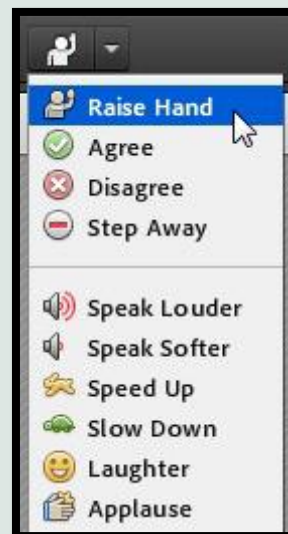 Raise Hand
Agree
Disagree
Step Away
Speak Louder
Speak Softer
Speed Up
Slow Down
Laughter
Applause